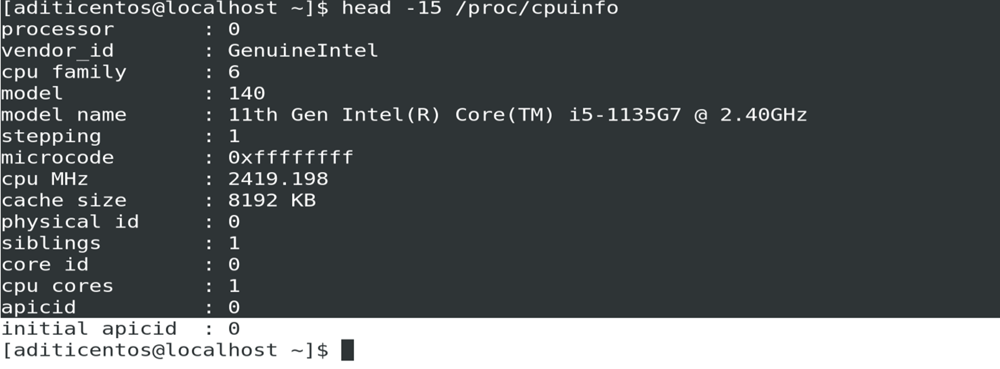 [aditicentos@localhost ~]$ head -15 /proc/cpuinfo
processor       : 0
vendor_id       : GenuineIntel
cpu family      : 6
model           : 140
model name      : 11th Gen Intel(R) Core(TM) i5-1135G7 @ 2.40GHz
stepping        : 1
microcode       : 0xffffffff
cpu MHz         : 2419.198
cache size      : 8192 KB
physical id     : 0
siblings        : 1
core id         : 0
cpu cores       : 1
apicid          : 0
initial apicid  : 0
[aditicentos@localhost ~]$